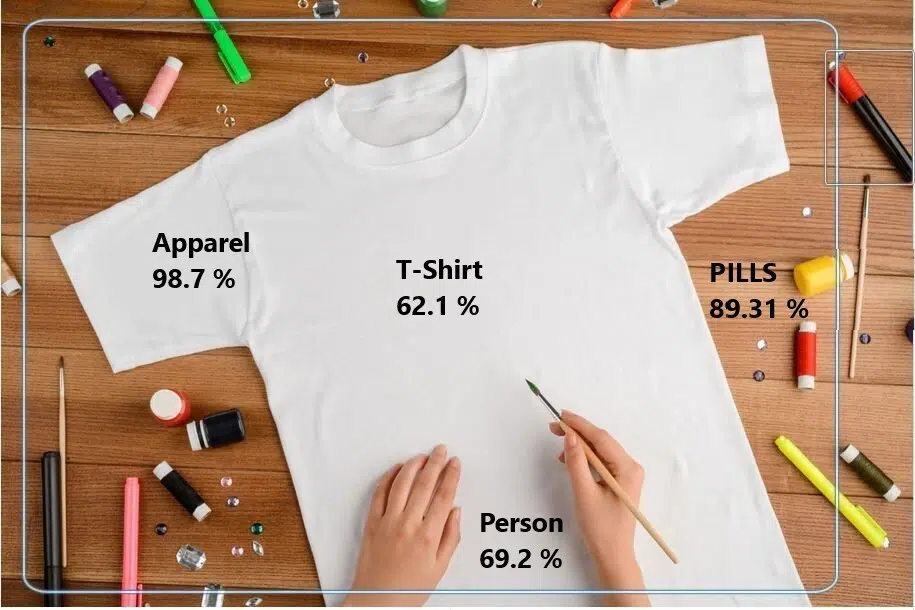 Apparel
98.7 %
T-Shirt
62.1 %
PILLS
89.31 %
Person
69.2 %